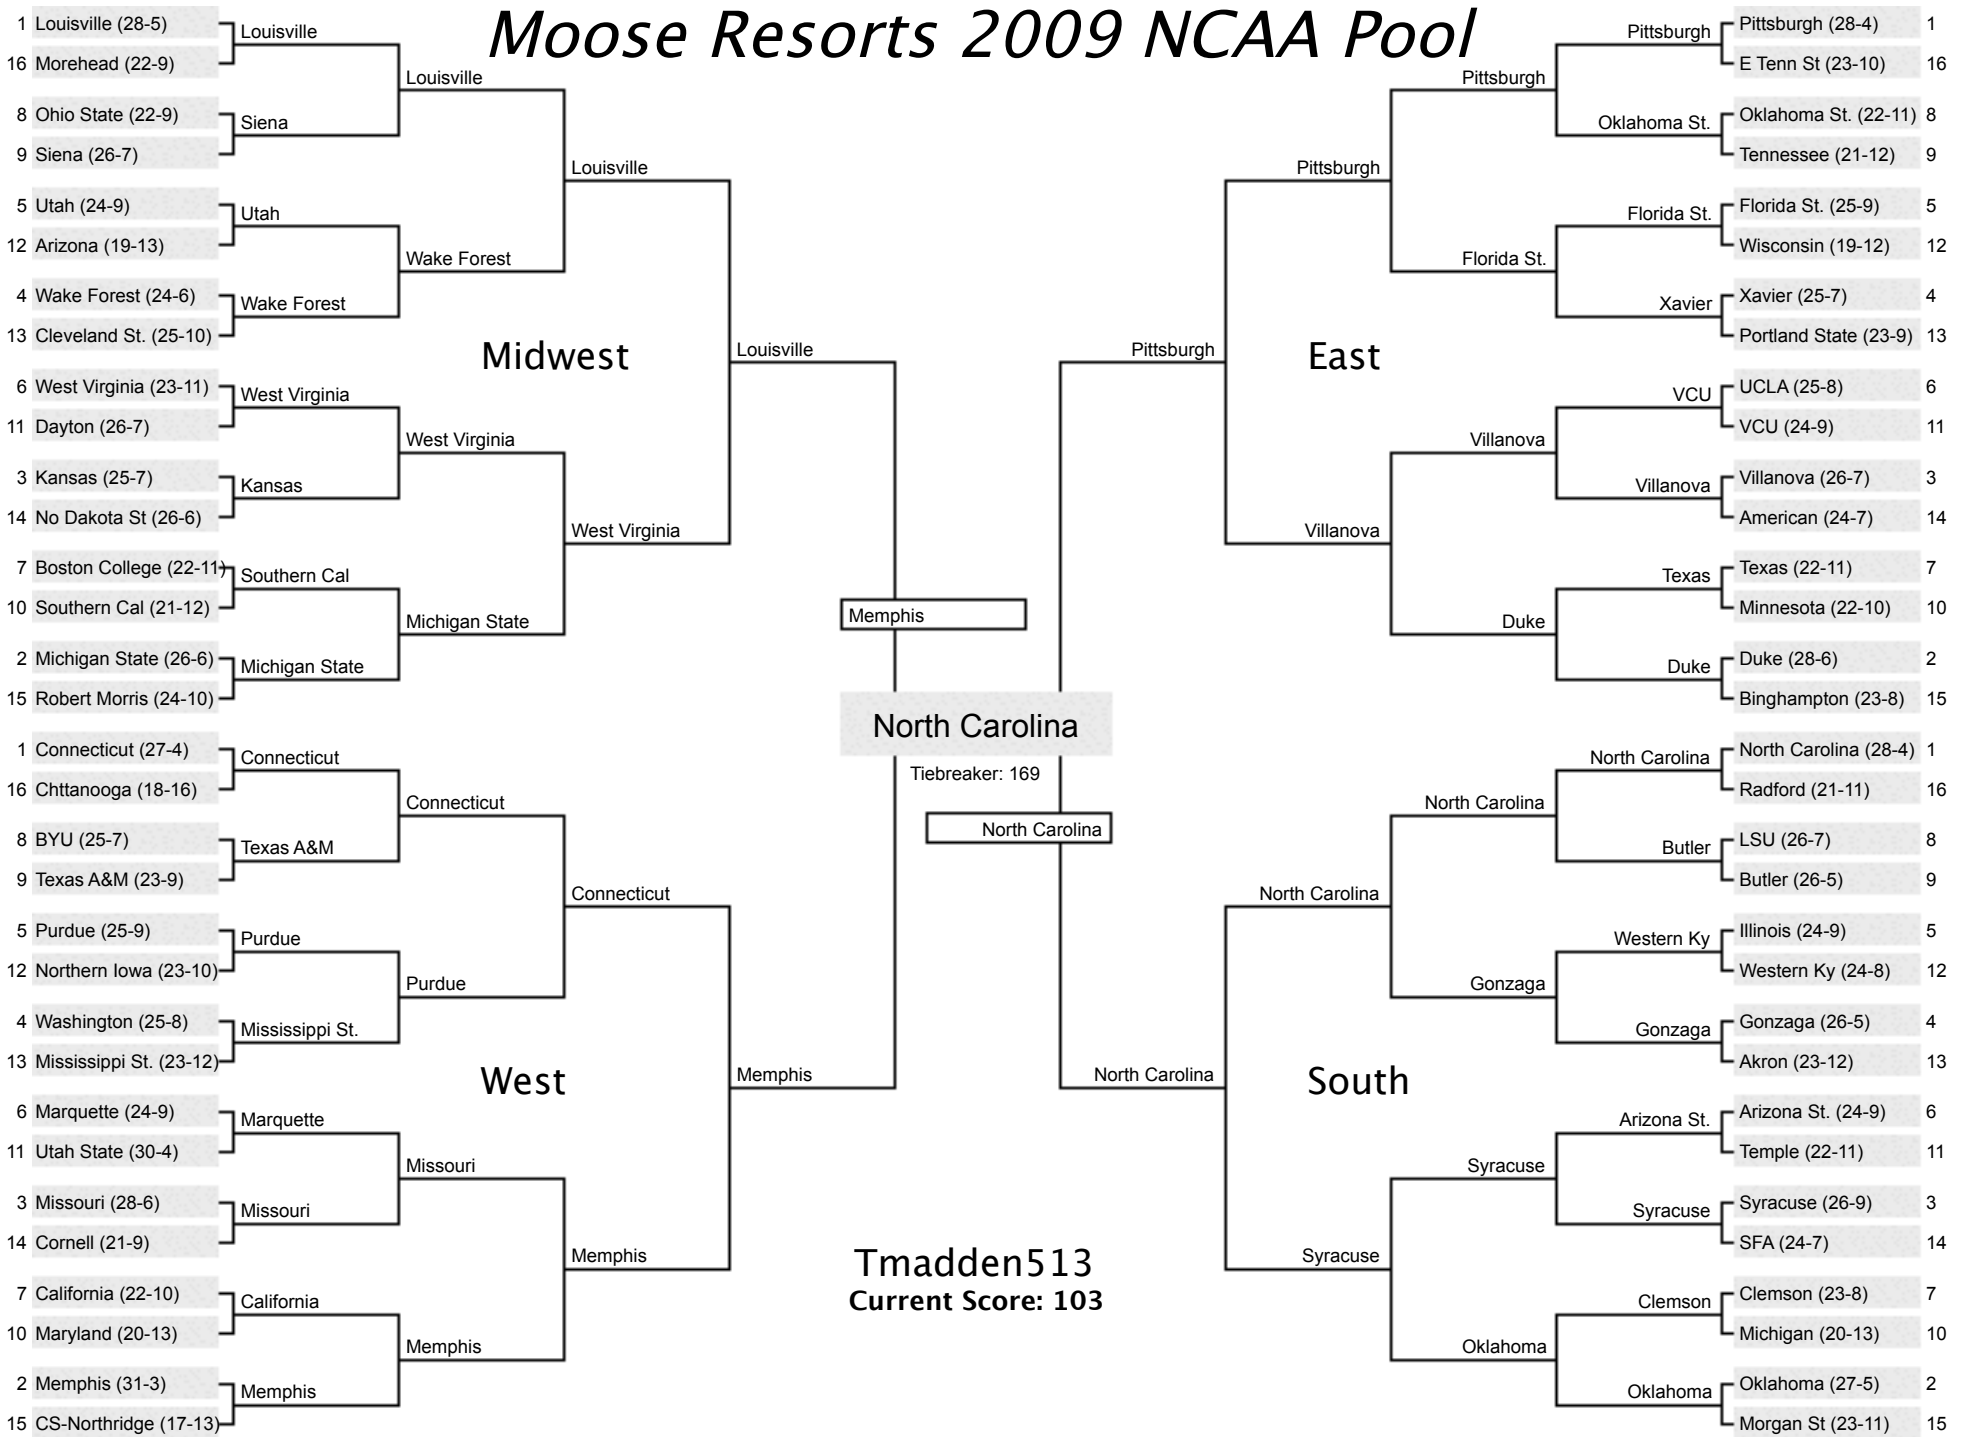 Moose Resorts 2009 NCAA Pool
1 Louisville (28-5)
16 Morehead (22-9)
8 Ohio State (22-9)
9 Siena (26-7)
5 Utah (24-9)
12 Arizona (19-13)
4 Wake Forest (24-6)
13 Cleveland St. (25-10)
6 West Virginia (23-11)
11 Dayton (26-7)
3 Kansas (25-7)
14 No Dakota St (26-6)
7 Boston College (22-11)
10 Southern Cal (21-12)
2 Michigan State (26-6)
15 Robert Morris (24-10)
1 Connecticut (27-4)
16 Chttanooga (18-16)
8 BYU (25-7)
9 Texas A&M (23-9)
5 Purdue (25-9)
12 Northern Iowa (23-10)
4 Washington (25-8)
13 Mississippi St. (23-12)
6 Marquette (24-9)
11 Utah State (30-4)
3 Missouri (28-6)
14 Cornell (21-9)
7 California (22-10)
10 Maryland (20-13)
2 Memphis (31-3)
15 CS-Northridge (17-13)
Louisville
Siena
Utah
Wake Forest
West Virginia
Kansas
Southern Cal
Michigan State
Connecticut
Texas A&M
Purdue
Mississippi St.
Marquette
Missouri
California
Memphis
Louisville
Wake Forest
West Virginia
Michigan State
Connecticut
Purdue
Missouri
Memphis
Louisville
West Virginia
Connecticut
Memphis
Midwest
West
Louisville
Memphis
Memphis
North Carolina
Tiebreaker: 169
North Carolina
Tmadden513
Current Score: 103
Pittsburgh
North Carolina
East
South
Pittsburgh
Villanova
North Carolina
Syracuse
Pittsburgh
Florida St.
Villanova
Duke
North Carolina
Gonzaga
Syracuse
Oklahoma
Pittsburgh
Oklahoma St.
Florida St.
Xavier
VCU
Villanova
Texas
Duke
North Carolina
Butler
Western Ky
Gonzaga
Arizona St.
Syracuse
Clemson
Oklahoma
Pittsburgh (28-4) 1
E Tenn St (23-10) 16
Oklahoma St. (22-11) 8
Tennessee (21-12) 9
Florida St. (25-9) 5
Wisconsin (19-12) 12
Xavier (25-7) 4
Portland State (23-9) 13
UCLA (25-8) 6
VCU (24-9) 11
Villanova (26-7) 3
American (24-7) 14
Texas (22-11) 7
Minnesota (22-10) 10
Duke (28-6) 2
Binghampton (23-8) 15
North Carolina (28-4) 1
Radford (21-11) 16
LSU (26-7) 8
Butler (26-5) 9
Illinois (24-9) 5
Western Ky (24-8) 12
Gonzaga (26-5) 4
Akron (23-12) 13
Arizona St. (24-9) 6
Temple (22-11) 11
Syracuse (26-9) 3
SFA (24-7) 14
Clemson (23-8) 7
Michigan (20-13) 10
Oklahoma (27-5) 2
Morgan St (23-11) 15